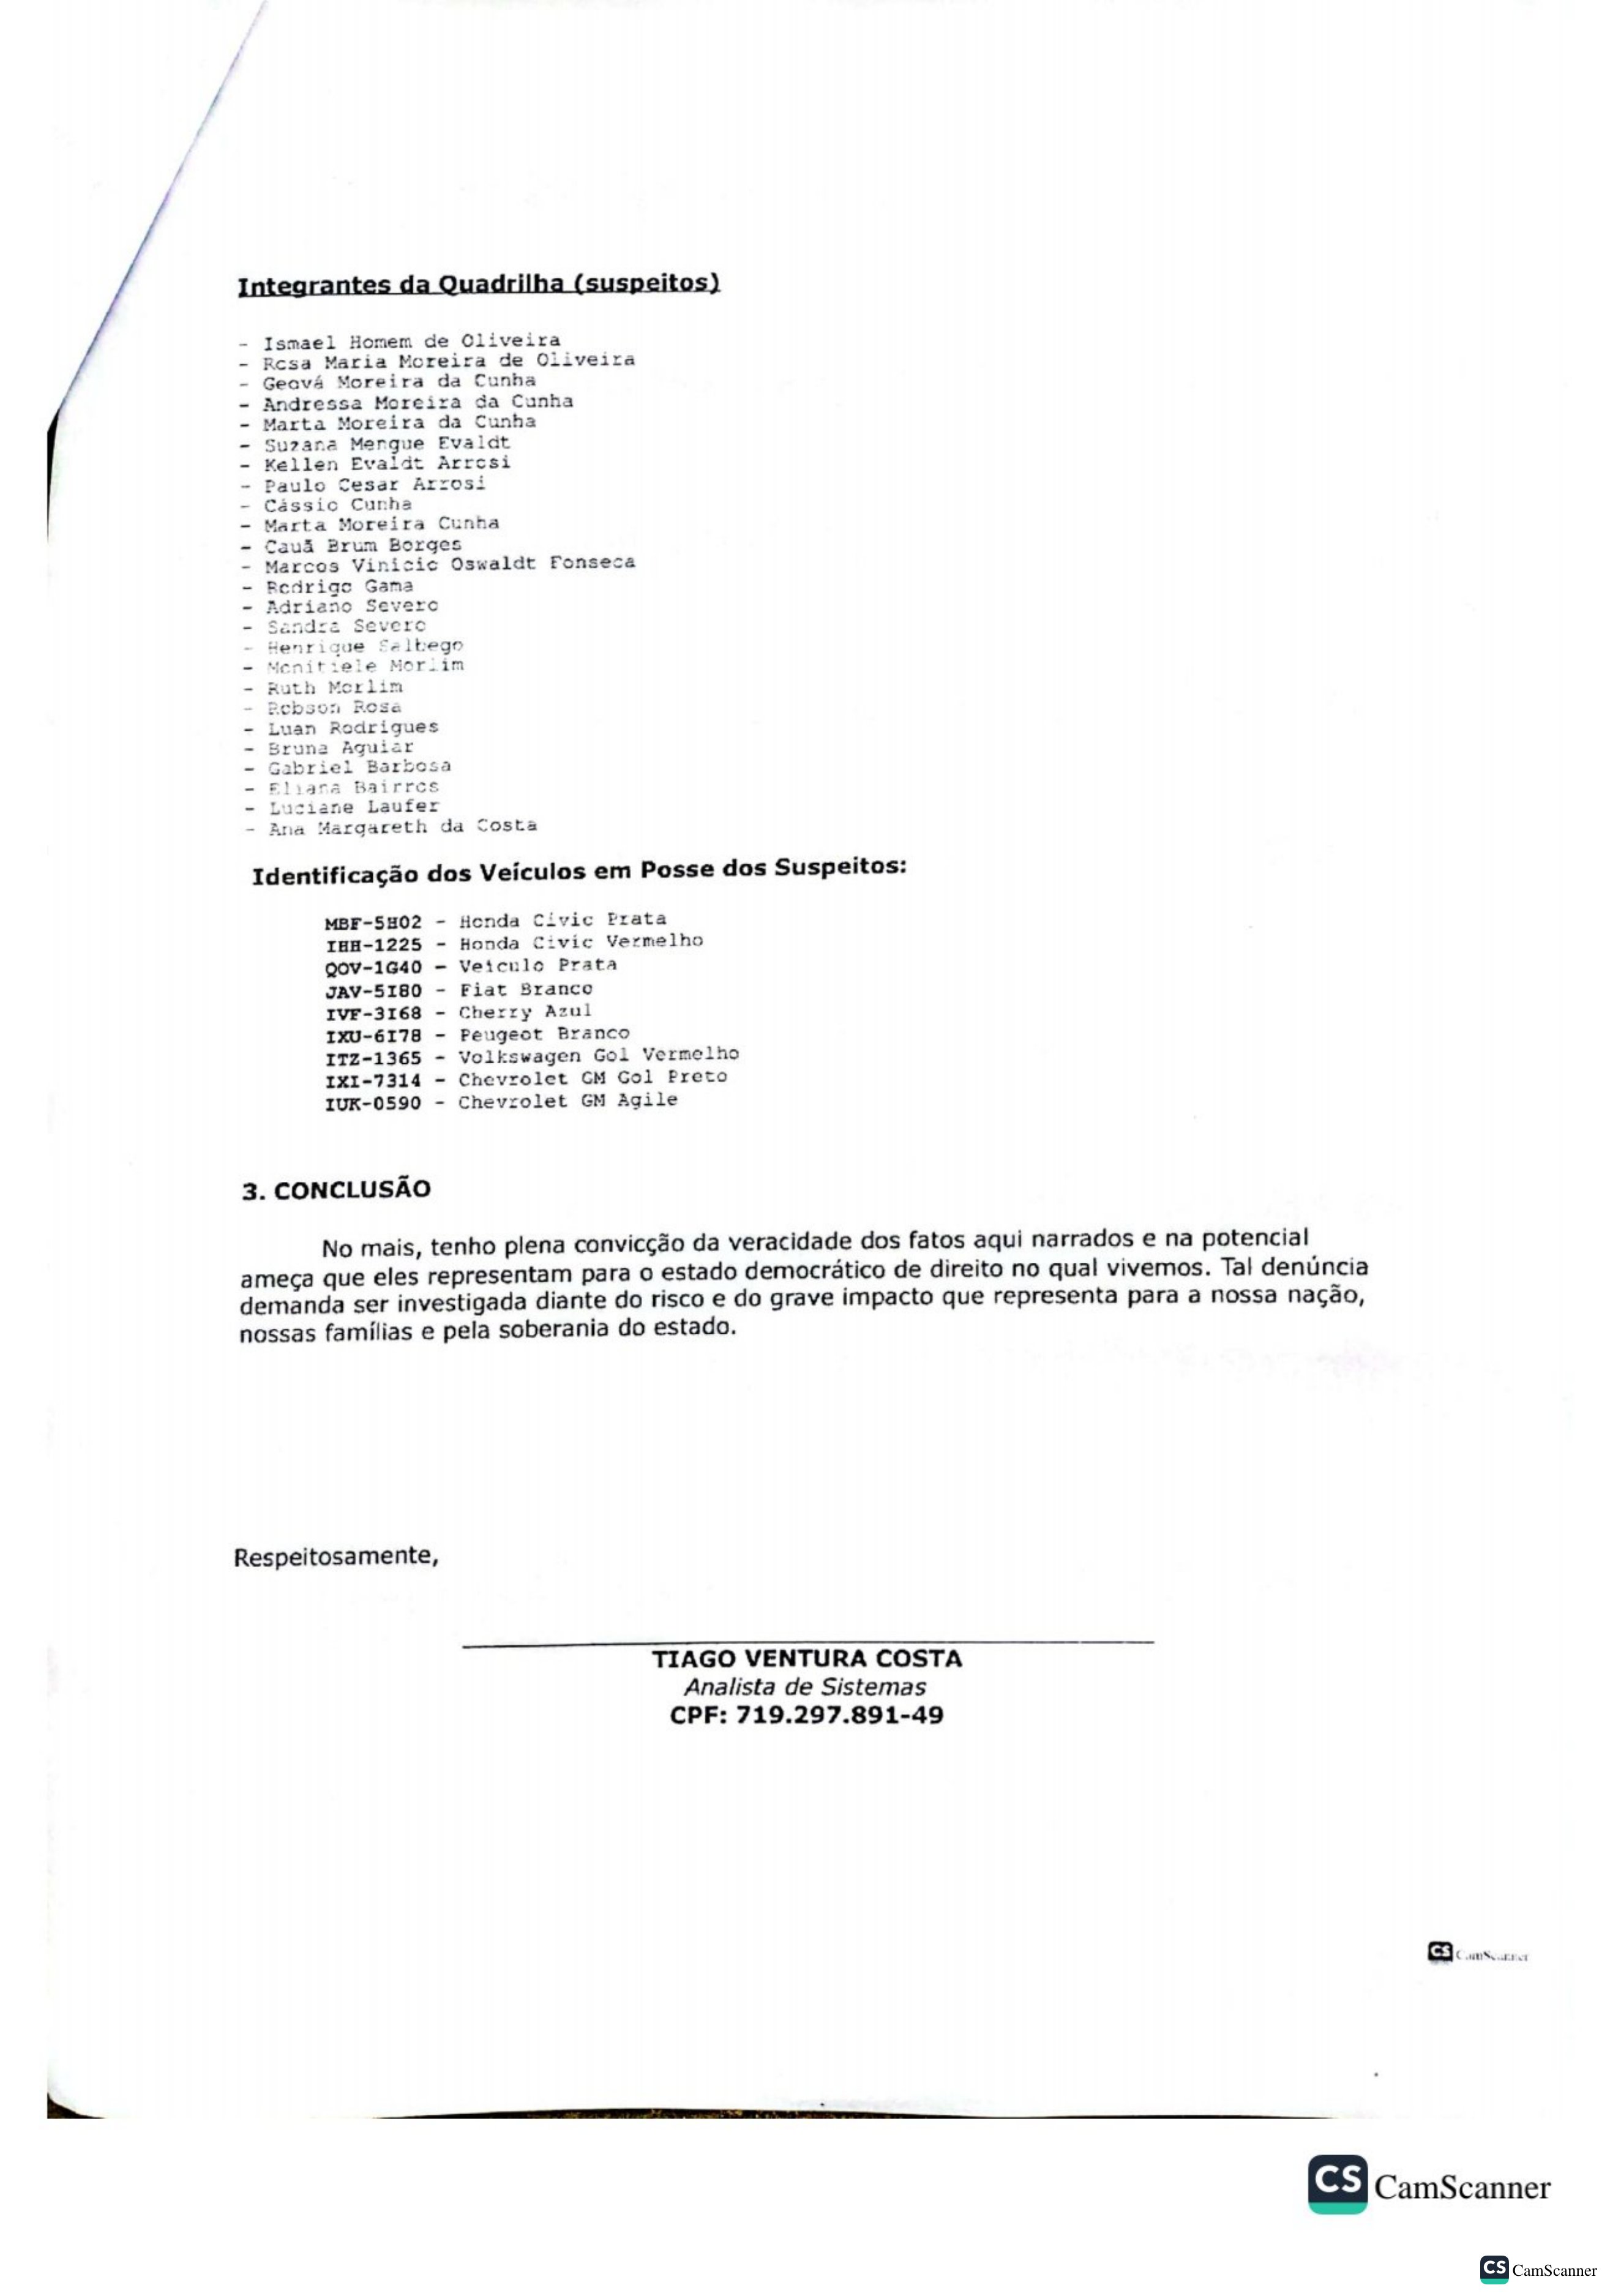 Integrantes da Quadrilha (suspeitos)
- Ismael Homem de Oliveira
- Rosa Maria Moreira de Oliveira
- Geová Moreira da Cunha
- Andressa Moreira da Cunha
- Marta Moreira da Cunha
- Suzana Mengue Evaldt
- Kellen Evaldt Arrosi
- Paulo Cesar Arrosi
- Cássio Cunha
- Marta Moreira Cunha
- Cauã Brum Borges
- Marcos Vinicio Oswaldt Fonseca
- Rodrigo Gama
- Adriano Severo
- Sandra Severo
- Henrique Salbego
- Monitiele Morlim
- Ruth Morlim
- Robson Rosa
- Luan Rodrigues
- Bruna Aguiar
- Gabriel Barbosa
- Eliana Bairros
- Luciane Laufer
- Ana Margareth da Costa
Identificação dos Veículos em Posse dos Suspeitos:
MBF-5H02 - Honda Civic Prata
IHH-1225 - Honda Civic Vermelho
QOV-1G40 - Veiculo Prata
JAV-5I80 - Fiat Branco
IVF-3I68 - Cherry Azul
IXU-6I78 - Peugeot Branco
ITZ-1365 - Volkswagen Gol Vermelho
IXI-7314 - Chevrolet GM Gol Preto
IUK-0590 - Chevrolet GM Agile
3. CONCLUSÃO
No mais, tenho plena convicção da veracidade dos fatos aqui narrados e na potencial
ameça que eles representam para o estado democrático de direito no qual vivemos. Tal denúncia
demanda ser investigada diante do risco e do grave impacto que representa para a nossa nação,
nossas famílias e pela soberania do estado.
Respeitosamente,
TIAGO VENTURA COSTA
Analista de Sistemas
CPF: 719.297.891-49
CS CamScanner
CS CamScanner
CS CamScanner